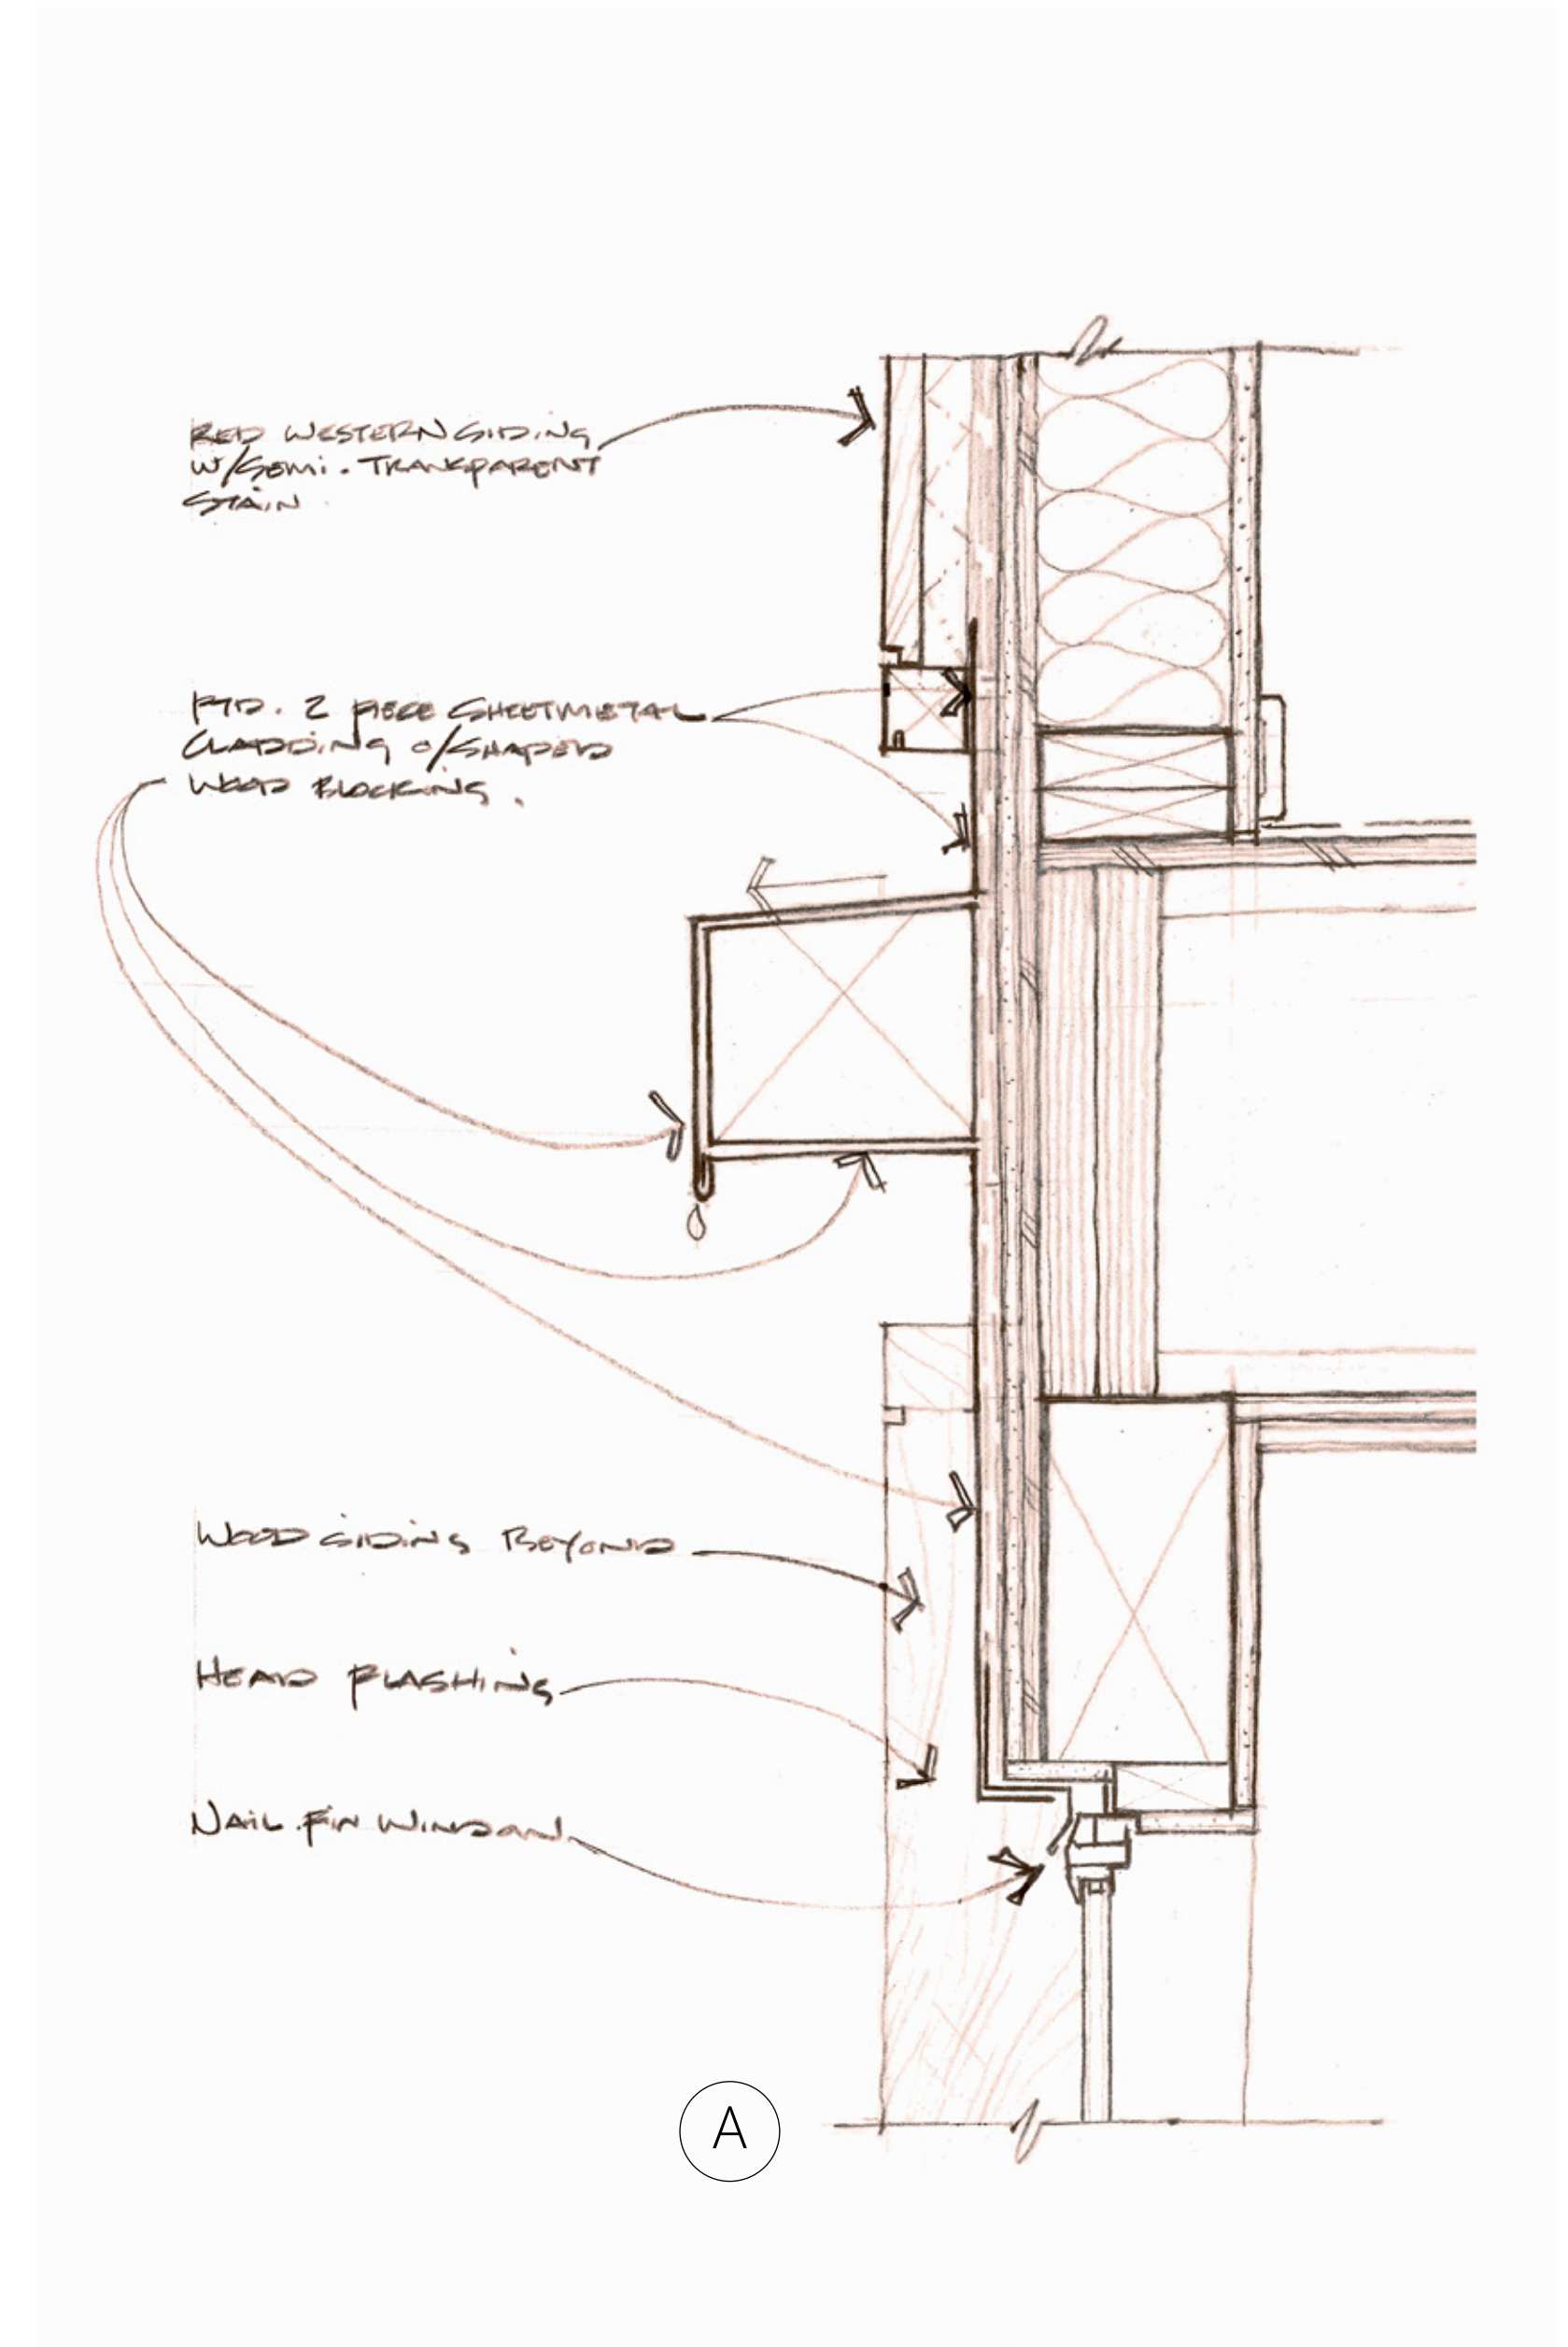 RED WESTERN SIDING
W/SEMI-TRANSPARENT
STAIN
PTD. 2 PIECE SHEETMETAL
CLADDING O/SHAPED
WOOD BLOCKING.
WOOD SIDING BEYOND
HEAD FLASHING
NAIL FIN WINDOW
A